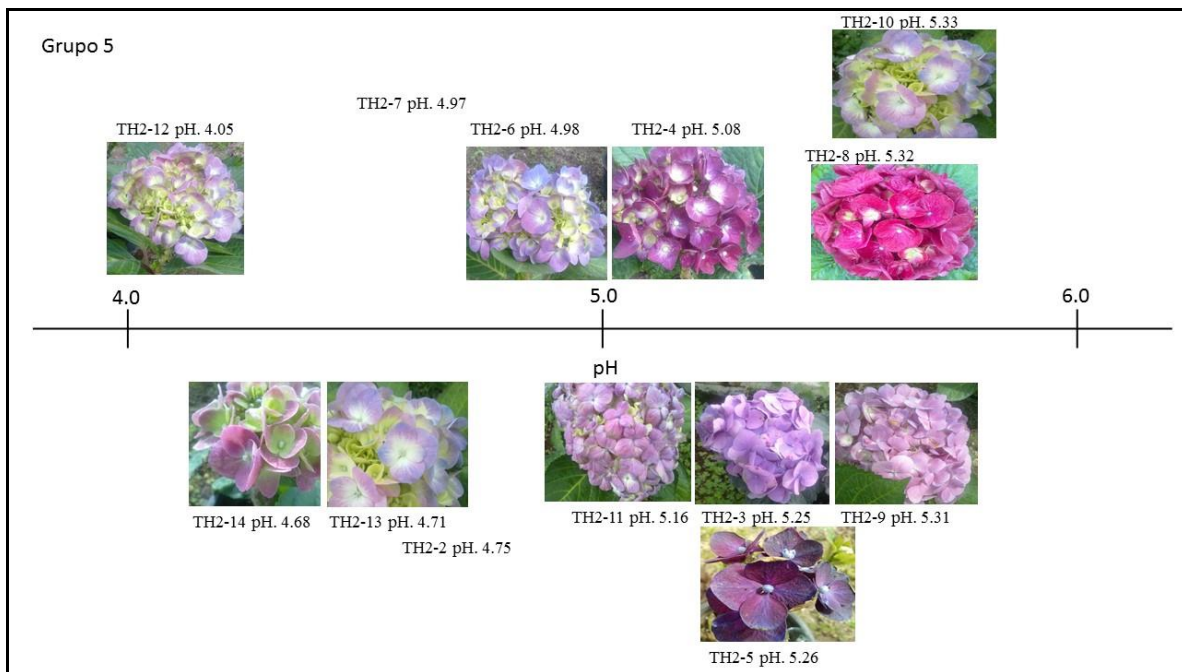 Grupo 5
TH2-10 pH. 5.33
TH2-7 pH. 4.97
TH2-12 pH. 4.05
TH2-6 pH. 4.98
TH2-4 pH. 5.08
TH2-8 pH. 5.32
4.0
5.0
6.0
pH
TH2-14 pH. 4.68
TH2-13 pH. 4.71
TH2-11 pH. 5.16
TH2-3 pH. 5.25
TH2-9 pH. 5.31
TH2-2 pH. 4.75
TH2-5 pH. 5.26